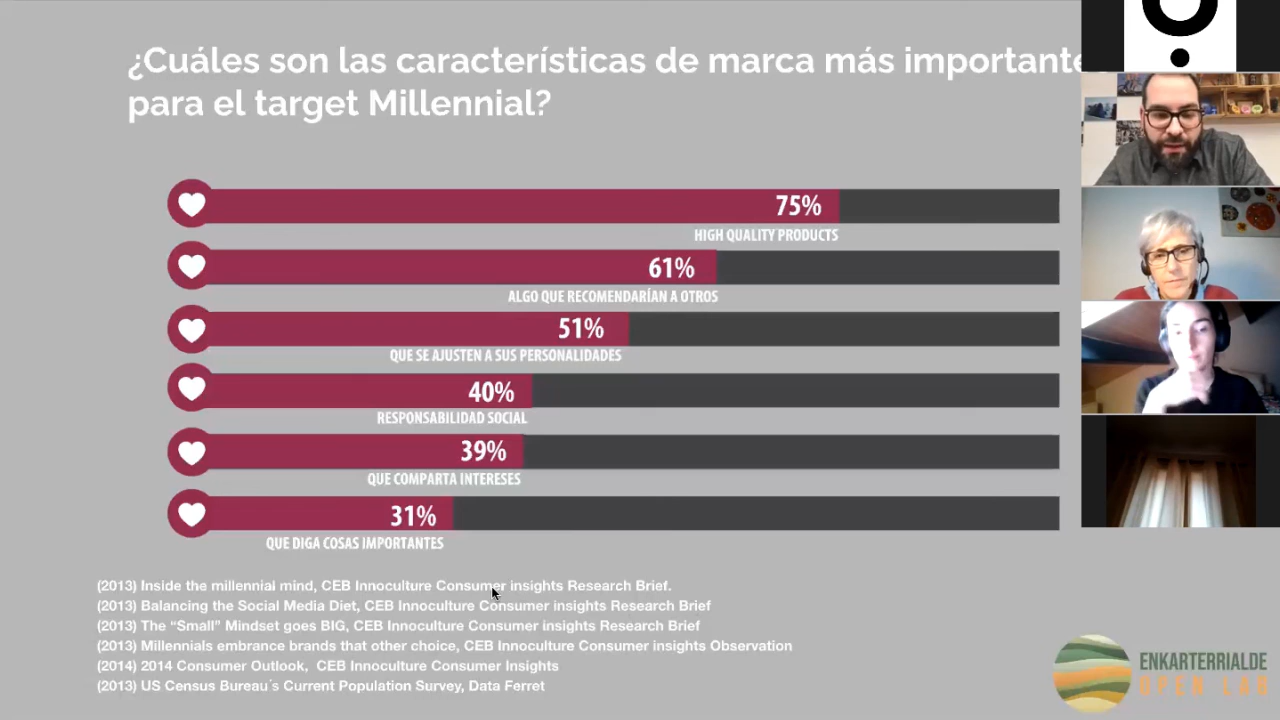 ¿Cuáles son las características de marca más importante
para el target Millennial?
75%
HIGH QUALITY PRODUCTS
61%
ALGO QUE RECOMENDARÍAN A OTROS
51%
QUE SE AJUSTEN A SUS PERSONALIDADES
40%
RESPONSABILIDAD SOCIAL
39%
QUE COMPARTA INTERESES
31%
QUE DIGA COSAS IMPORTANTES
(2013) Inside the millennial mind, CEB Innoculture Consumer insights Research Brief.
(2013) Balancing the Social Media Diet, CEB Innoculture Consumer insights Research Brief
(2013) The “Small” Mindset goes BIG, CEB Innoculture Consumer insights Research Brief
(2013) Millennials embrance brands that other choice, CEB Innoculture Consumer insights Observation
(2014) 2014 Consumer Outlook, CEB Innoculture Consumer Insights
(2013) US Census Bureau´s Current Population Survey, Data Ferret
ENKARTERRIALDE
OPEN LAB